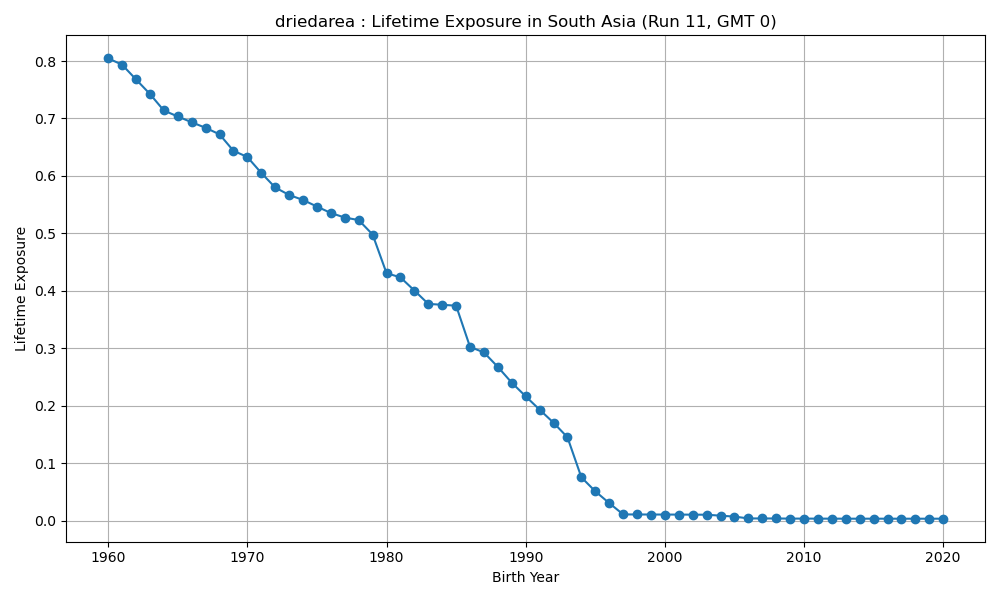 driedarea : Lifetime Exposure in South Asia (Run 11, GMT 0)
Lifetime Exposure
0.8
0.7
0.6
0.5
0.4
0.3
0.2
0.1
0.0
1960 1970 1980 1990 2000 2010 2020
Birth Year